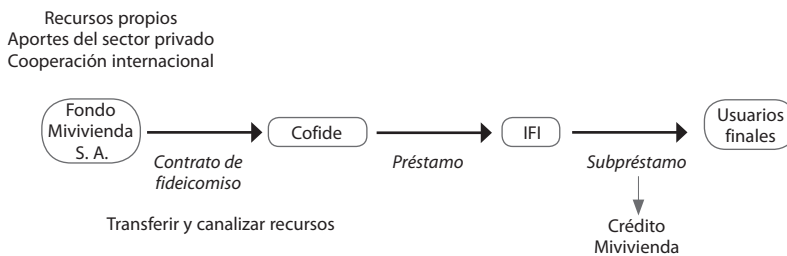 Recursos propios
Aportes del sector privado
Cooperación internacional
Fondo
Mivivienda
S. A.
Cofide
IFI
Usuarios
finales
Contrato de
fideicomiso
Préstamo
Subpréstamo
Transferir y canalizar recursos
Crédito
Mivivienda